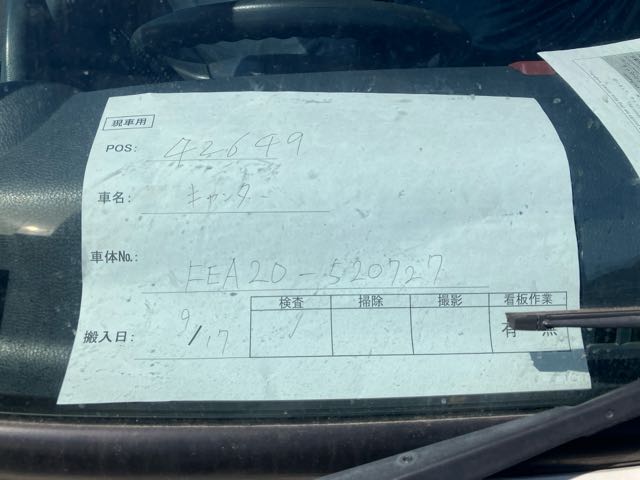 現車用
POS: 42649
車名: キャンター
車体No.: FEA20-520727
検査 掃除 撮影 看板作業
搬入日: 9/17 有 無